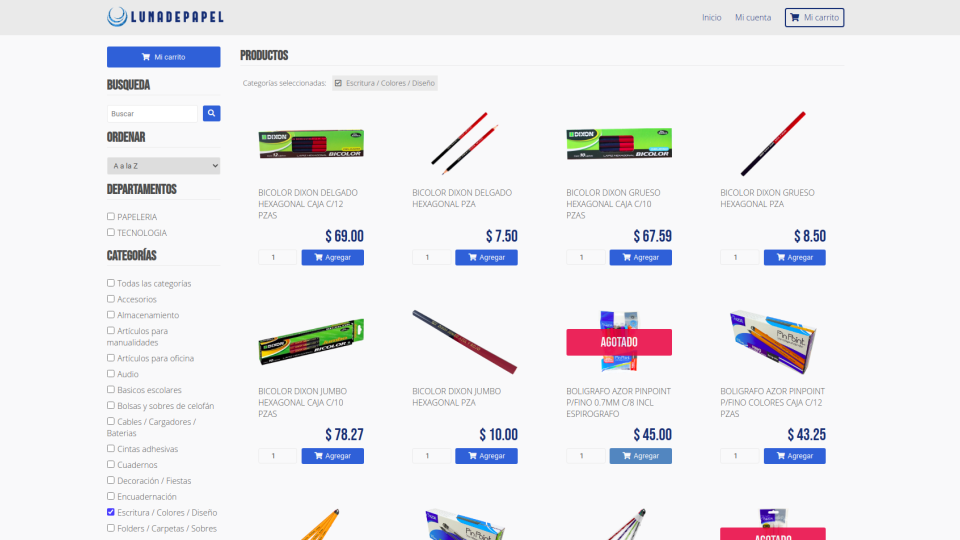 LUNADEPAPEL
Inicio
Mi cuenta
Mi carrito
Mi carrito
BUSQUEDA
Buscar
ORDENAR
A a la Z
DEPARTAMENTOS
PAPELERIA
TECNOLOGIA
CATEGORÍAS
Todas las categorías
Accesorios
Almacenamiento
Artículos para
manualidades
Artículos para oficina
Audio
Basicos escolares
Bolsas y sobres de celofán
Cables / Cargadores /
Baterias
Cintas adhesivas
Cuadernos
Decoración / Fiestas
Encuadernación
Escritura / Colores / Diseño
Folders / Carpetas / Sobres
PRODUCTOS
Categorías seleccionadas:
Escritura / Colores / Diseño
DIXON
BICOLOR
BICOLOR DIXON DELGADO
HEXAGONAL CAJA C/12
PZAS
$ 69.00
1
Agregar
BICOLOR DIXON DELGADO
HEXAGONAL PZA
$ 7.50
1
Agregar
DIXON
BICOLOR
BICOLOR DIXON GRUESO
HEXAGONAL CAJA C/10
PZAS
$ 67.59
1
Agregar
BICOLOR DIXON GRUESO
HEXAGONAL PZA
$ 8.50
1
Agregar
DIXON
BICOLOR
BICOLOR DIXON JUMBO
HEXAGONAL CAJA C/10
PZAS
$ 78.27
1
Agregar
BICOLOR DIXON JUMBO
HEXAGONAL PZA
$ 10.00
1
Agregar
AGOTADO
BOLIGRAFO AZOR PINPOINT
P/FINO 0.7MM C/8 INCL
ESPIROGRAFO
$ 45.00
1
Agregar
PinPoint
BOLIGRAFO AZOR PINPOINT
P/FINO COLORES CAJA C/12
PZAS
$ 43.25
1
Agregar
PinPoint
AGOTADO